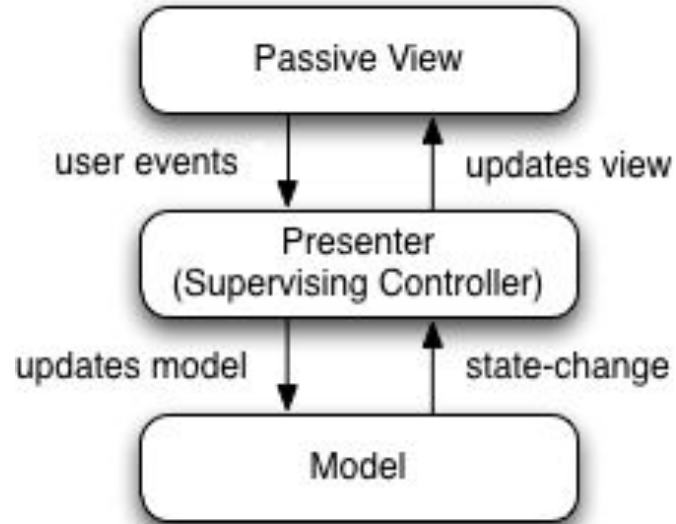 Passive View
user events
updates view
Presenter
(Supervising Controller)
updates model
state-change
Model